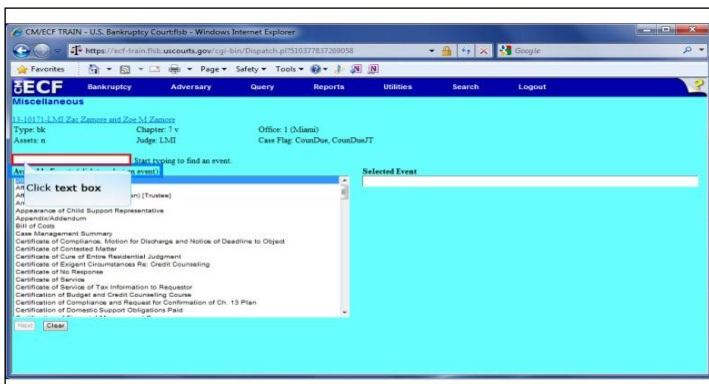 CM/ECF TRAIN - U.S. Bankruptcy Court:flsb - Windows Internet Explorer
https://ecf-train.flsb.uscourts.gov/cgi-bin/Dispatch.pl?510377837269058
Google
Favorites Page Safety Tools
ECF Bankruptcy Adversary Query Reports Utilities Search Logout ?
Miscellaneous
13-10171-LMI Zac Zamore and Zoe M Zamore
Type: bk Chapter: 7 v Office: 1 (Miami)
Assets: n Judge: LMI Case Flag: CounDue, CounDueJT
Start typing to find an event.
event) Selected Event
Click text box
[Trustee]
Appearance of Child Support Representative
Appendix/Addendum
Bill of Costs
Case Management Summary
Certificate of Compliance, Motion for Discharge and Notice of Deadline to Object
Certificate of Contested Matter
Certificate of Cure of Entire Residential Judgment
Certificate of Exigent Circumstances Re: Credit Counseling
Certificate of No Response
Certificate of Service
Certificate of Service of Tax Information to Requestor
Certification of Budget and Credit Counseling Course
Certification of Compliance and Request for Confirmation of Ch. 13 Plan
Certification of Domestic Support Obligations Paid
Next Clear